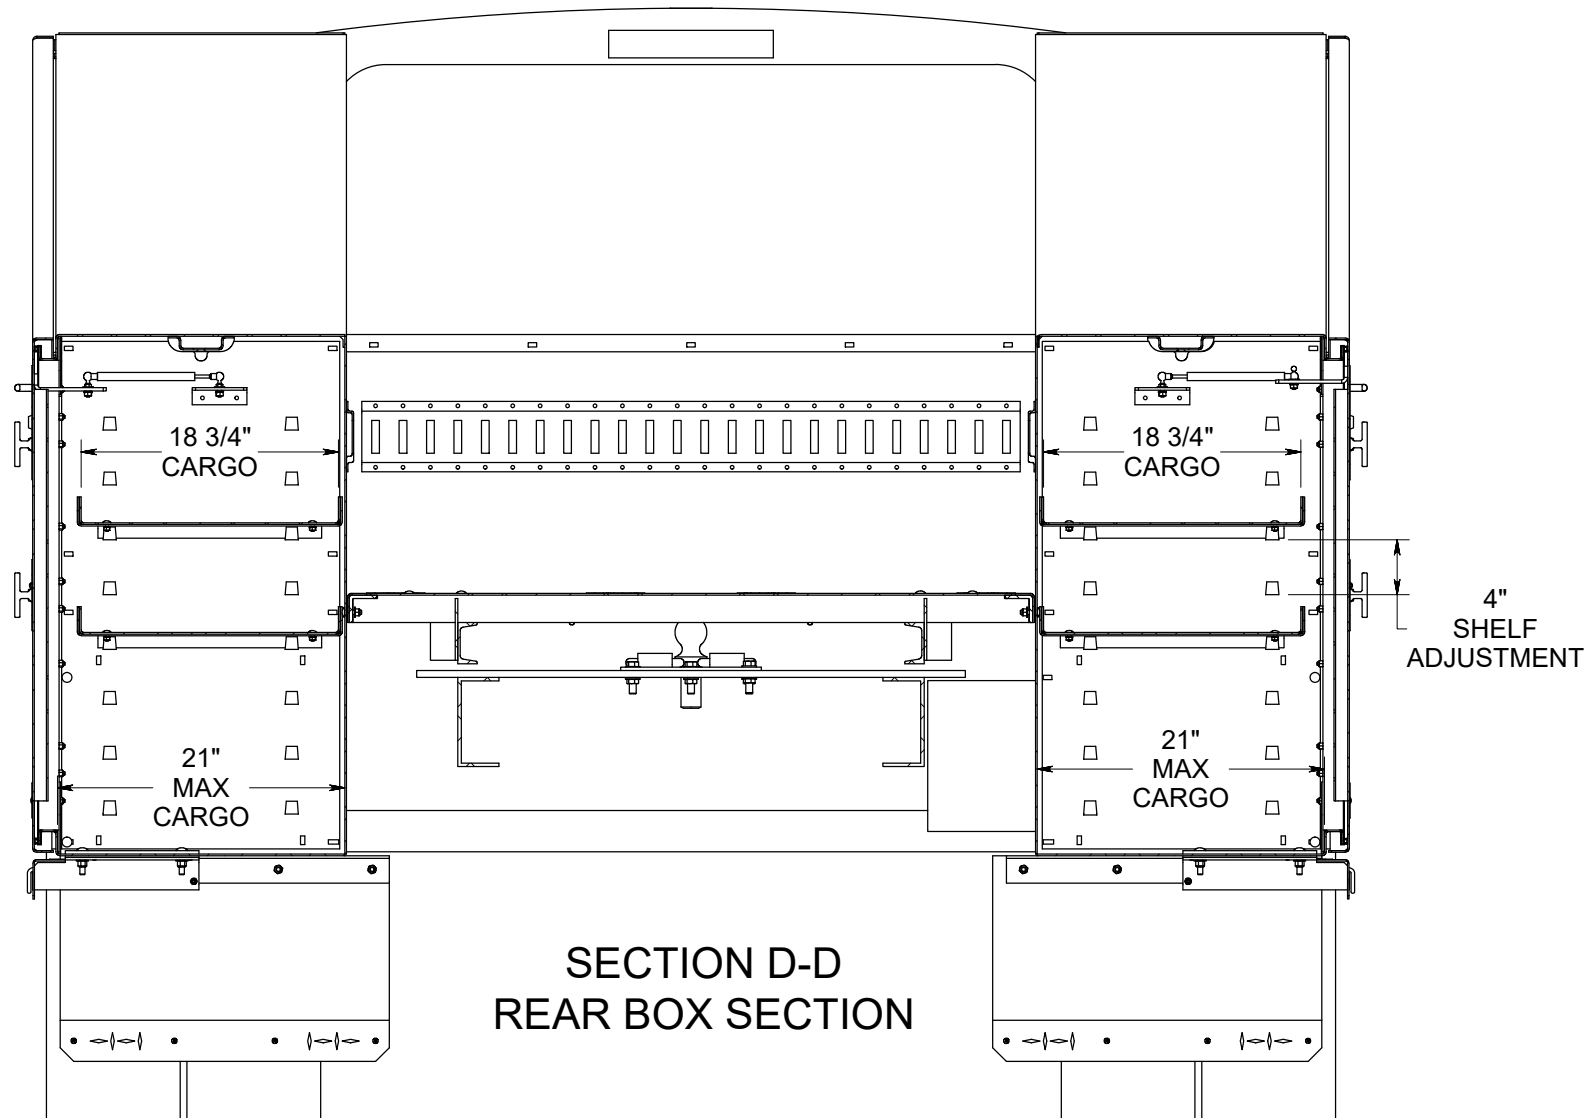 18 3/4"
CARGO
18 3/4"
CARGO
4"
SHELF
ADJUSTMENT
21"
MAX
CARGO
21"
MAX
CARGO
SECTION D-D
REAR BOX SECTION